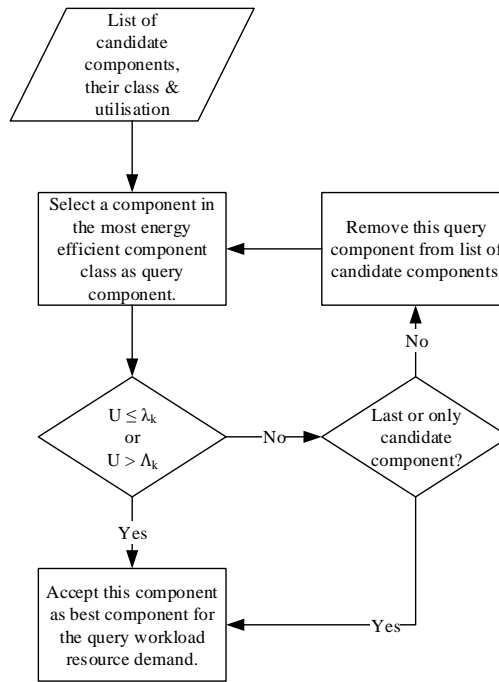 List of
candidate
components,
their class &
utilisation
Select a component in
the most energy
efficient component
class as query
component.
Remove this query
component from list of
candidate components
No
U ≤ λk
or
U > Λk
No
Last or only
candidate
component?
Yes
Yes
Accept this component
as best component for
the query workload
resource demand.